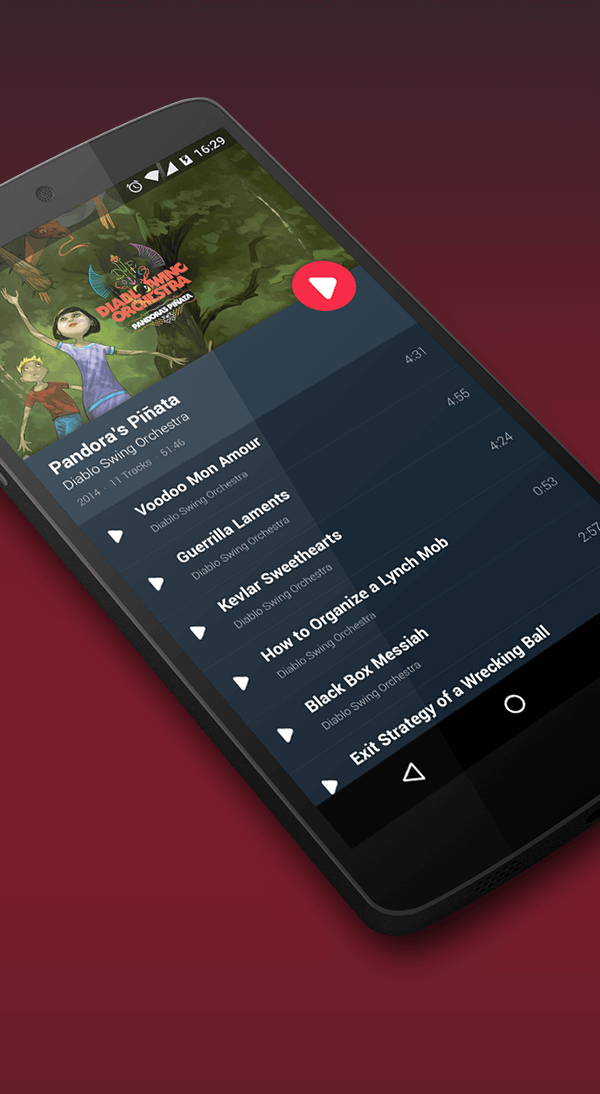 16:29
DIABLO SWING
ORCHESTRA
PANDORA'S PIÑATA
Pandora's Piñata
Diablo Swing Orchestra
2014 . 11 Tracks . 51:46
Voodoo Mon Amour 4:31
Diablo Swing Orchestra
Guerrilla Laments 4:55
Diablo Swing Orchestra
Kevlar Sweethearts 4:24
Diablo Swing Orchestra
How to Organize a Lynch Mob 0:53
Diablo Swing Orchestra
Black Box Messiah 2:57
Diablo Swing Orchestra
Exit Strategy of a Wrecking Ball